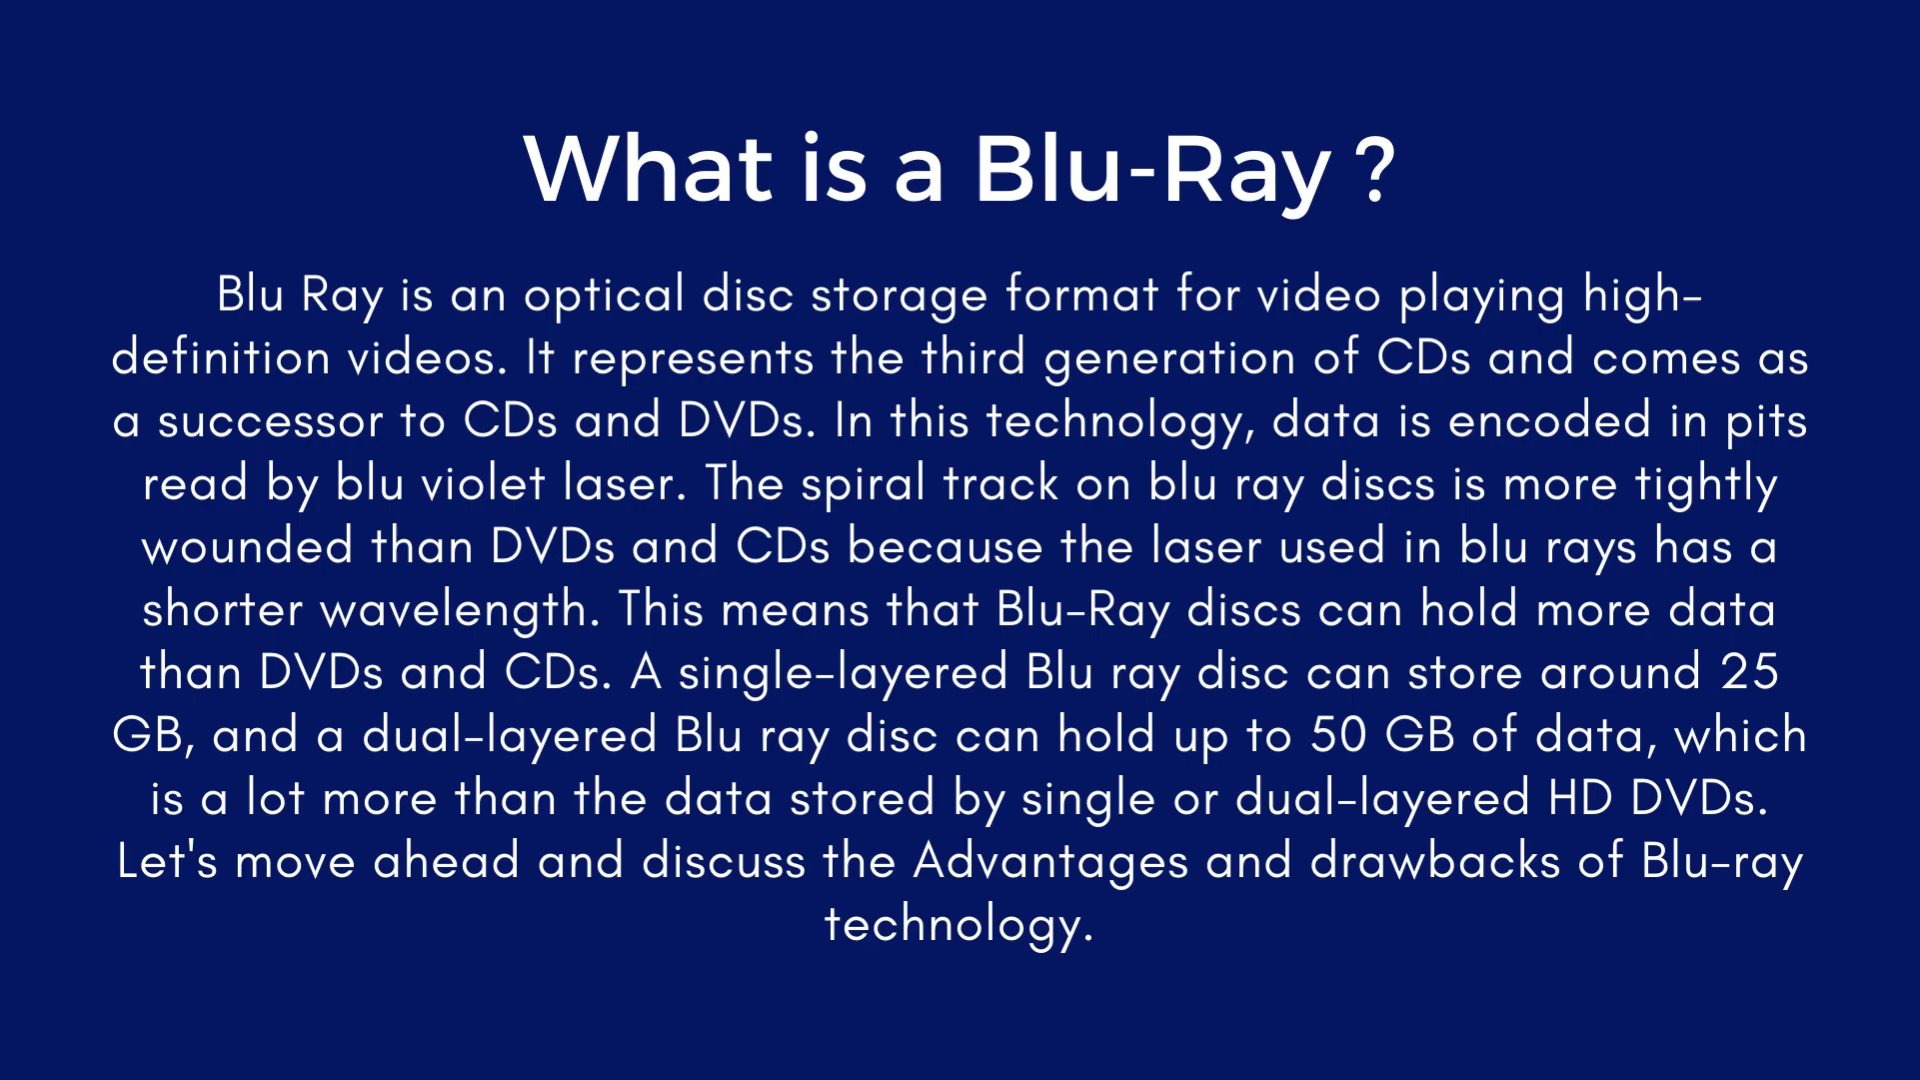 What is a Blu-Ray ?
Blu Ray is an optical disc storage format for video playing high-
definition videos. It represents the third generation of CDs and comes as
a successor to CDs and DVDs. In this technology, data is encoded in pits
read by blu violet laser. The spiral track on blu ray discs is more tightly
wounded than DVDs and CDs because the laser used in blu rays has a
shorter wavelength. This means that Blu-Ray discs can hold more data
than DVDs and CDs. A single-layered Blu ray disc can store around 25
GB, and a dual-layered Blu ray disc can hold up to 50 GB of data, which
is a lot more than the data stored by single or dual-layered HD DVDs.
Let's move ahead and discuss the Advantages and drawbacks of Blu-ray
technology.